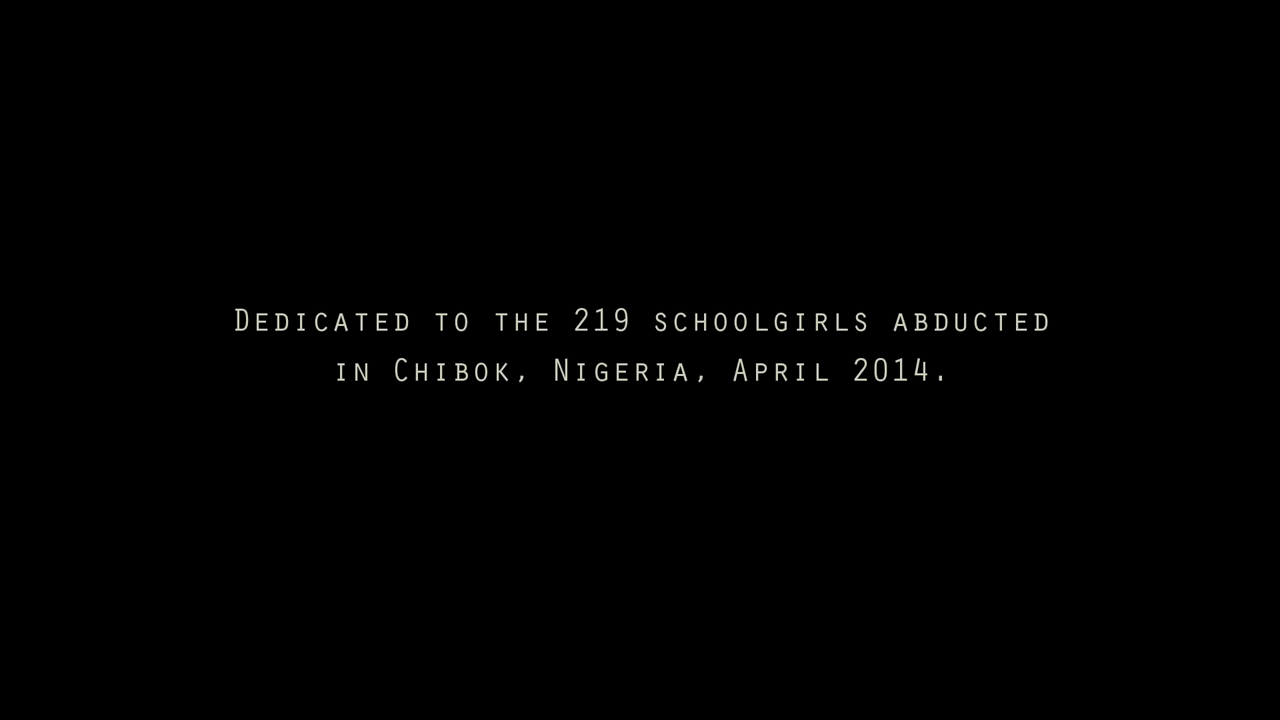 Dedicated to the 219 schoolgirls abducted
in Chibok, Nigeria, April 2014.